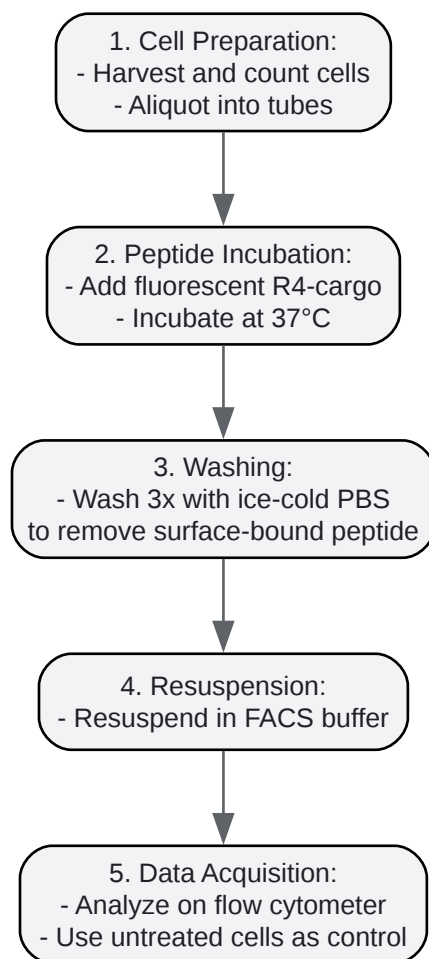 1. Cell Preparation:
- Harvest and count cells
- Aliquot into tubes
2. Peptide Incubation:
- Add fluorescent R4-cargo
- Incubate at 37°C
3. Washing:
- Wash 3x with ice-cold PBS
to remove surface-bound peptide
4. Resuspension:
- Resuspend in FACS buffer
5. Data Acquisition:
- Analyze on flow cytometer
- Use untreated cells as control